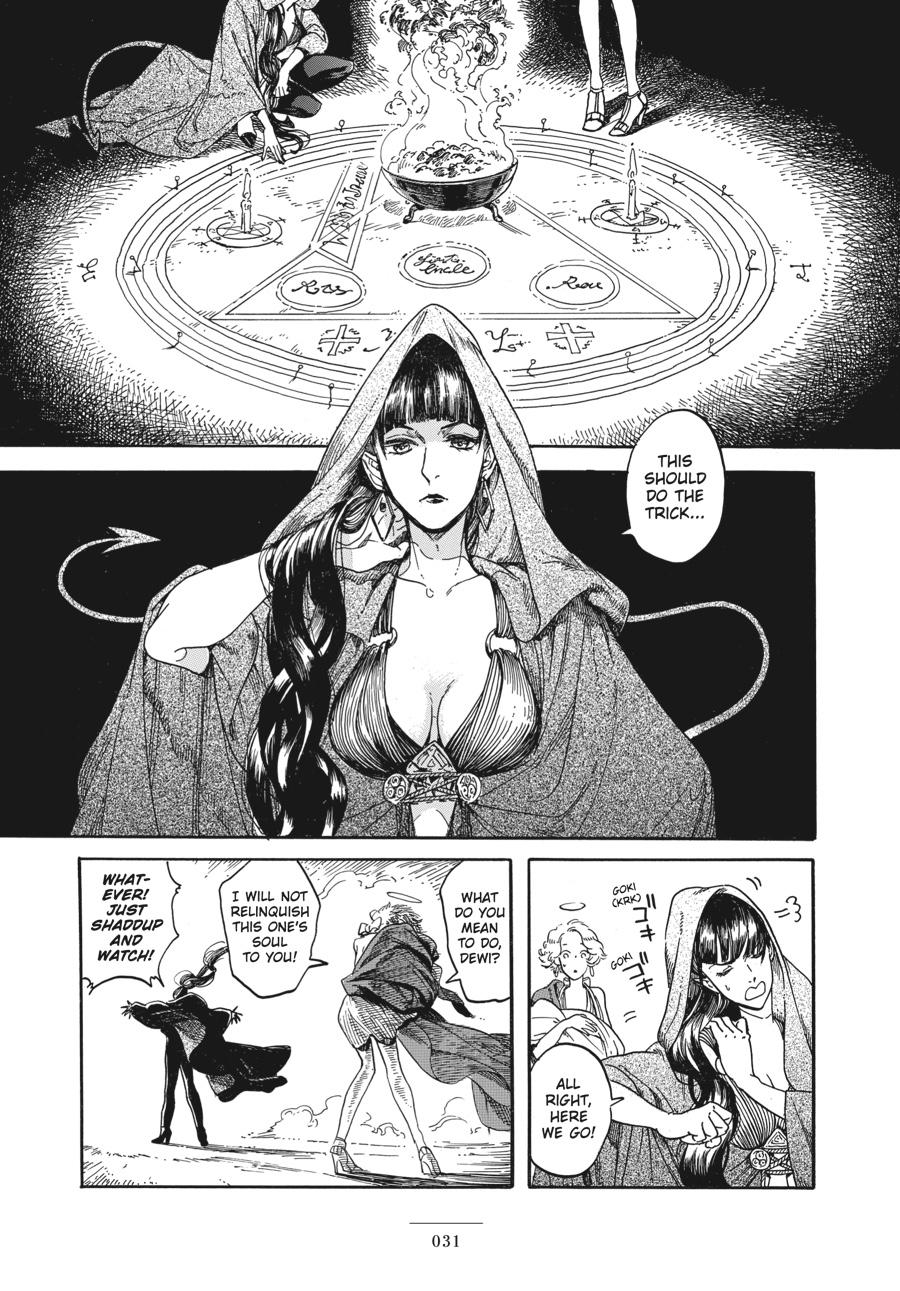 THIS
SHOULD
DO THE
TRICK...
GOKI
(KRK)
ゴキ
GOKI
ゴキ
ALL
RIGHT,
HERE
WE GO!
WHAT
DO YOU
MEAN
TO DO,
DEWI?
I WILL NOT
RELINQUISH
THIS ONE'S
SOUL
TO YOU!
WHAT-
EVER!
JUST
SHADDUP
AND
WATCH!
031